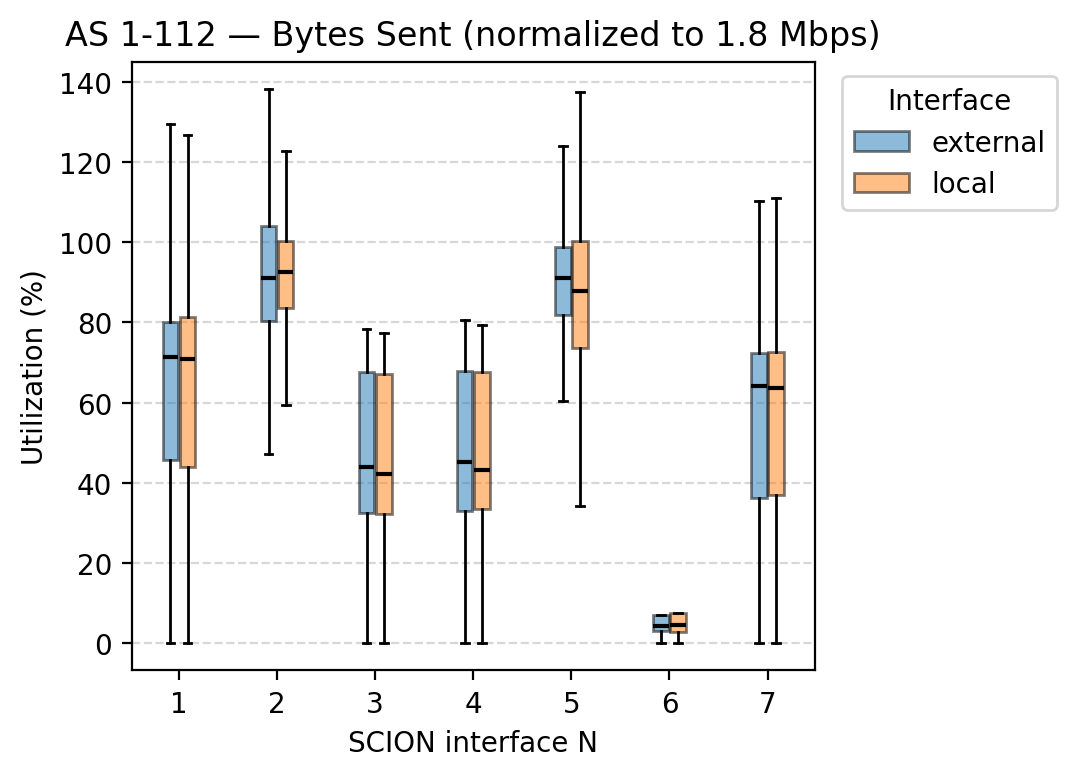 AS 1-112 — Bytes Sent (normalized to 1.8 Mbps)
Utilization (%)
140
120
100
80
60
40
20
0
1 2 3 4 5 6 7
SCION interface N
Interface
external
local